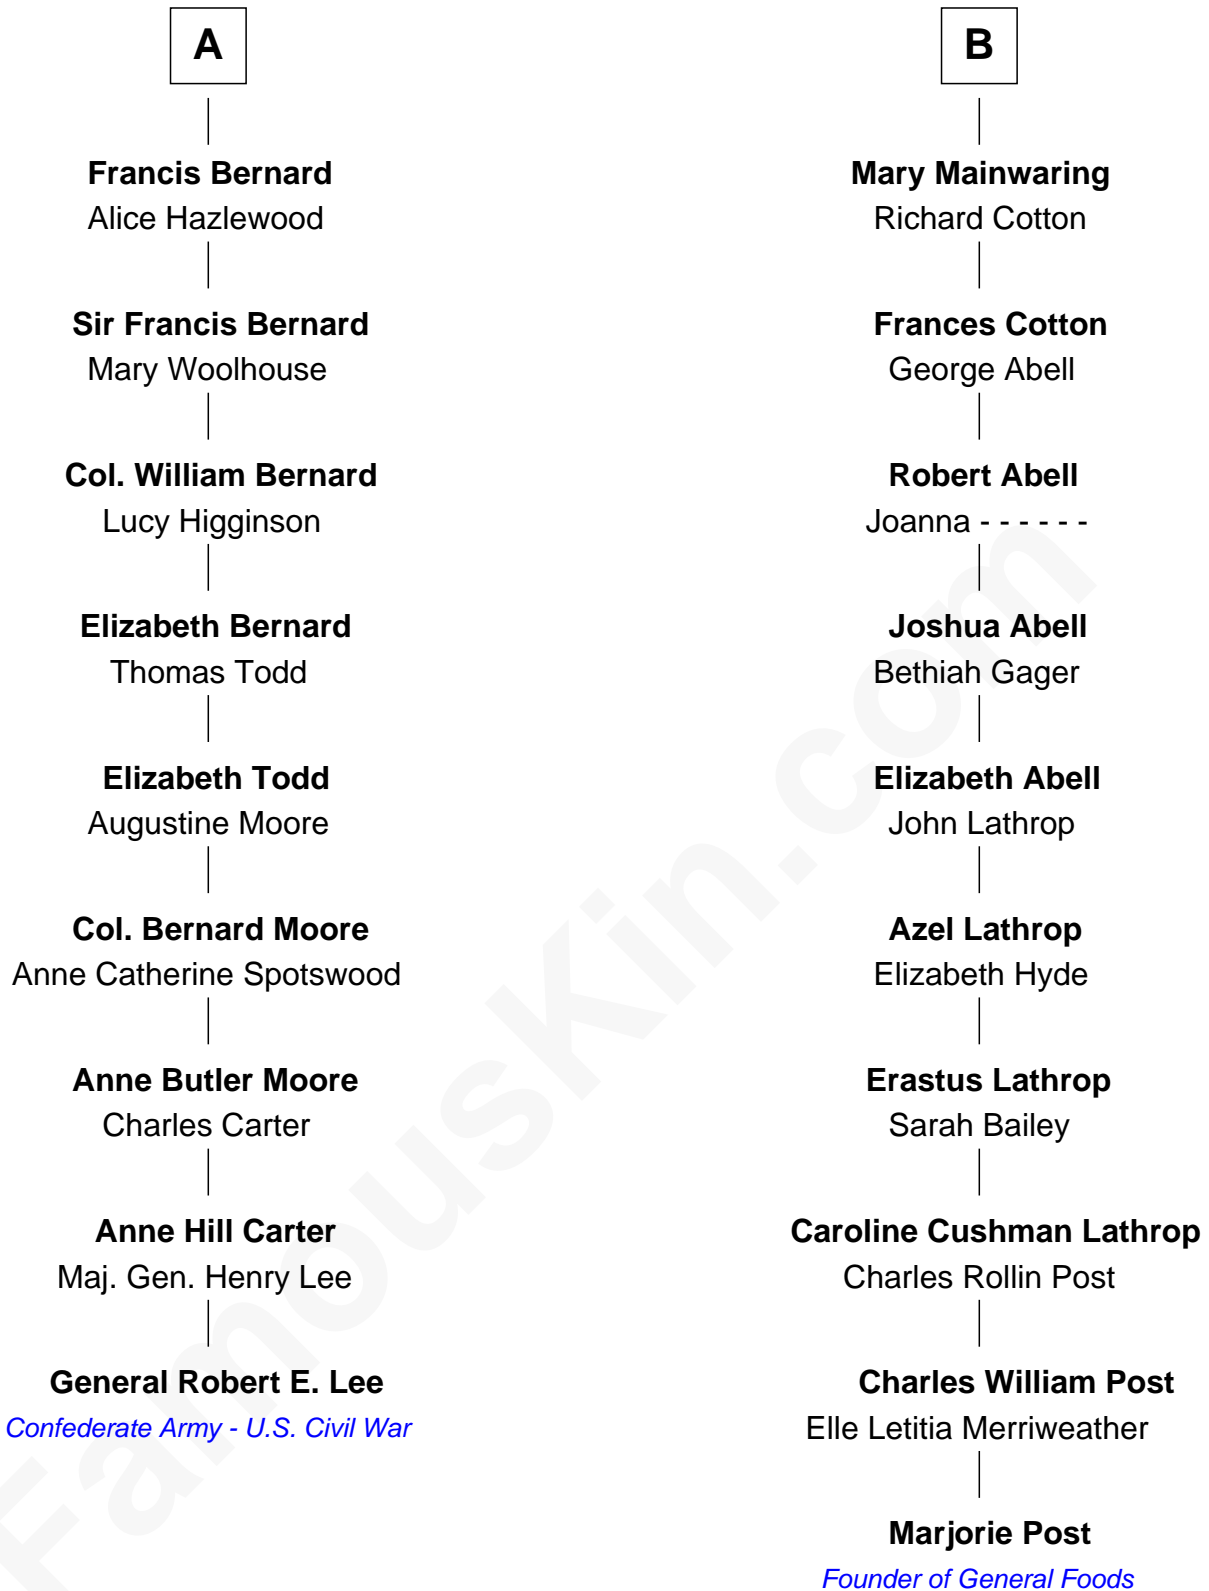 A
Francis Bernard
Alice Hazlewood
Sir Francis Bernard
Mary Woolhouse
Col. William Bernard
Lucy Higginson
Elizabeth Bernard
Thomas Todd
Elizabeth Todd
Augustine Moore
Col. Bernard Moore
Anne Catherine Spotswood
Anne Butler Moore
Charles Carter
Anne Hill Carter
Maj. Gen. Henry Lee
General Robert E. Lee
Confederate Army - U.S. Civil War
B
Mary Mainwaring
Richard Cotton
Frances Cotton
George Abell
Robert Abell
Joanna - - - - - -
Joshua Abell
Bethiah Gager
Elizabeth Abell
John Lathrop
Azel Lathrop
Elizabeth Hyde
Erastus Lathrop
Sarah Bailey
Caroline Cushman Lathrop
Charles Rollin Post
Charles William Post
Elle Letitia Merriweather
Marjorie Post
Founder of General Foods
FamousKin.com